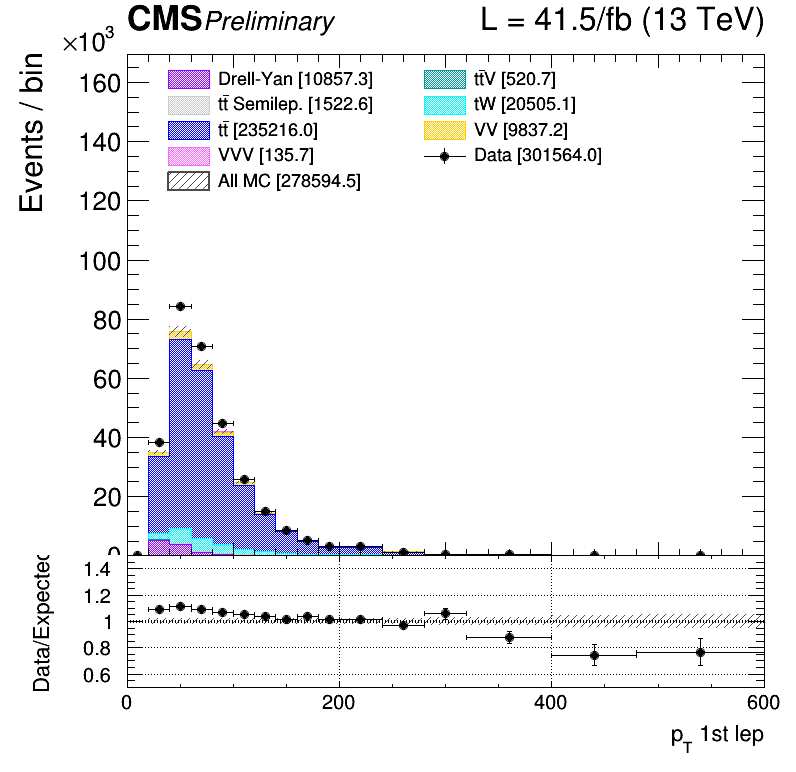 CMS Preliminary L = 41.5/fb (13 TeV)
×10³
Events / bin
160
140
120
100
80
60
40
20
0
Drell-Yan [10857.3]
tt̄ Semilep. [1522.6]
tt̄ [235216.0]
VVV [135.7]
All MC [278594.5]
tt̄V [520.7]
tW [20505.1]
VV [9837.2]
Data [301564.0]
Data/Expected
1.4
1.2
1
0.8
0.6
0 200 400 600
p_T 1st lep